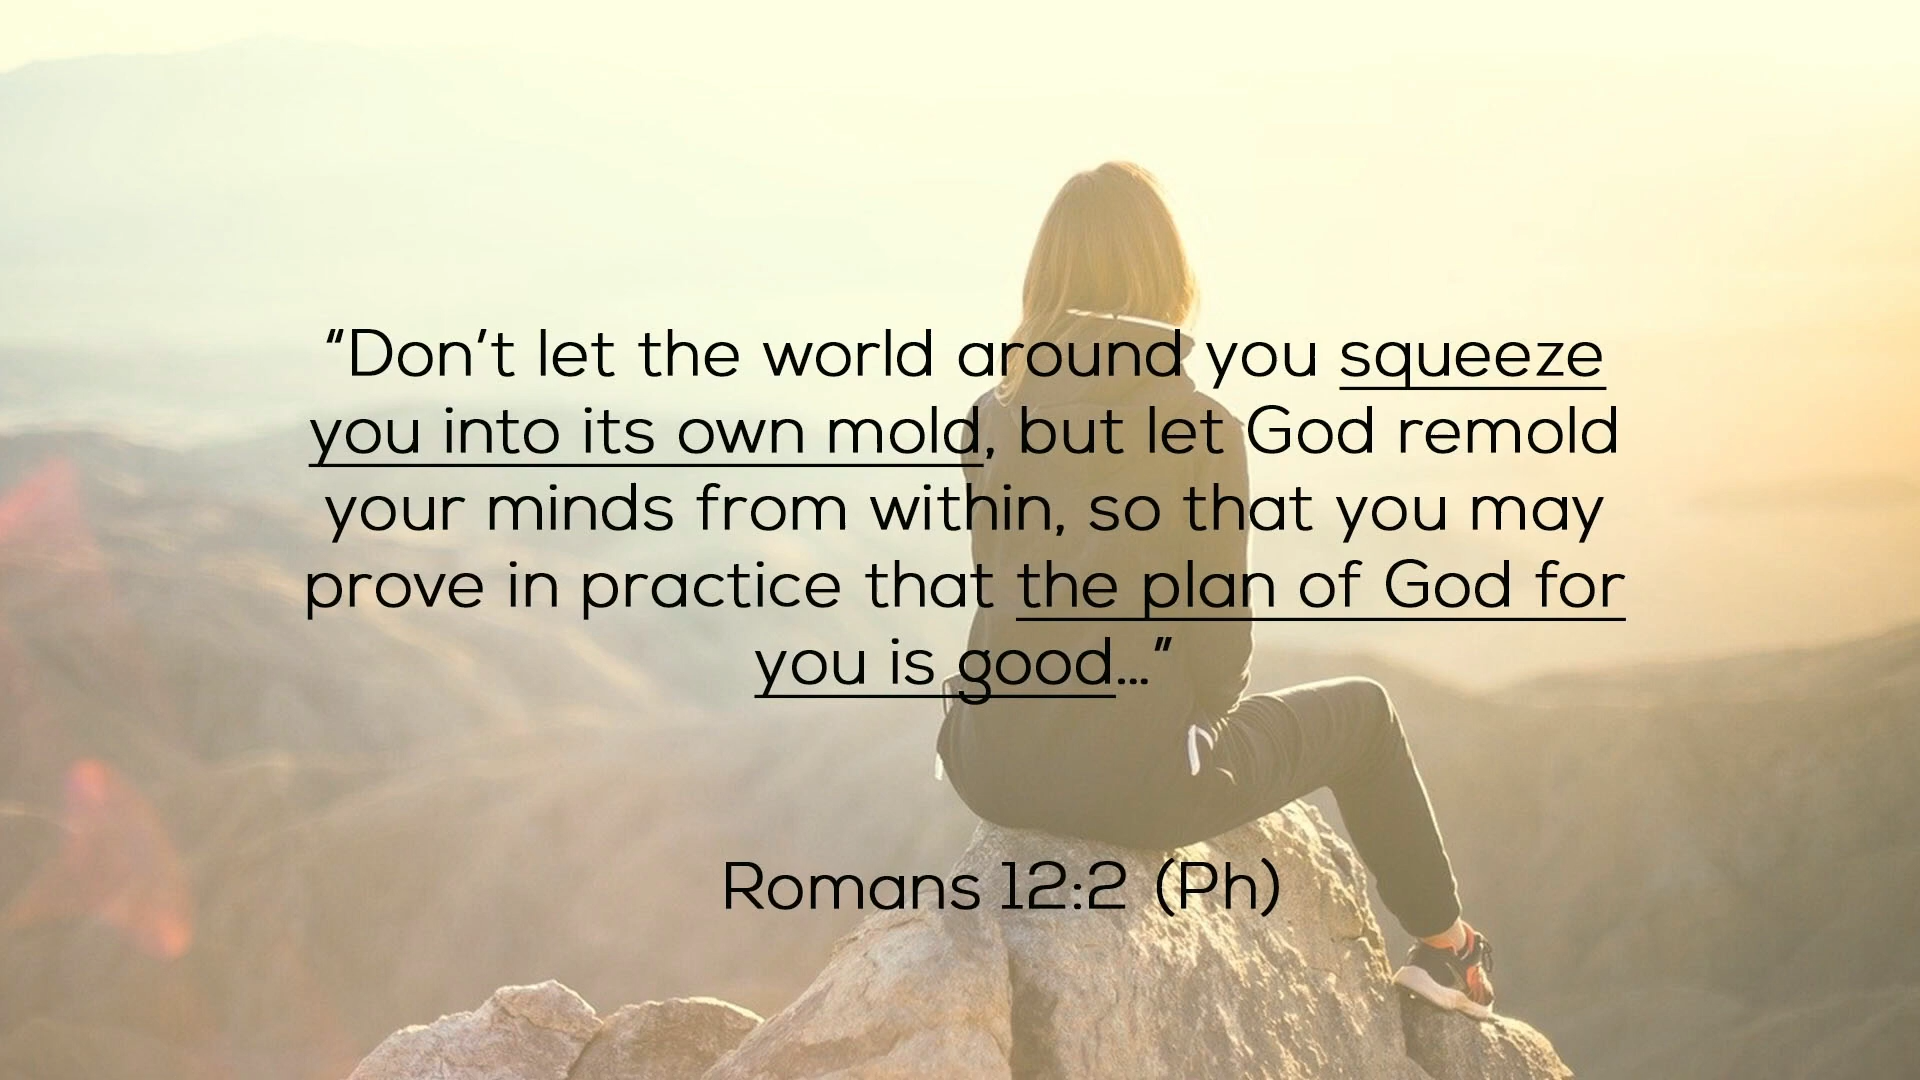 “Don’t let the world around you squeeze
you into its own mold, but let God remold
your minds from within, so that you may
prove in practice that the plan of God for
you is good...”
Romans 12:2 (Ph)